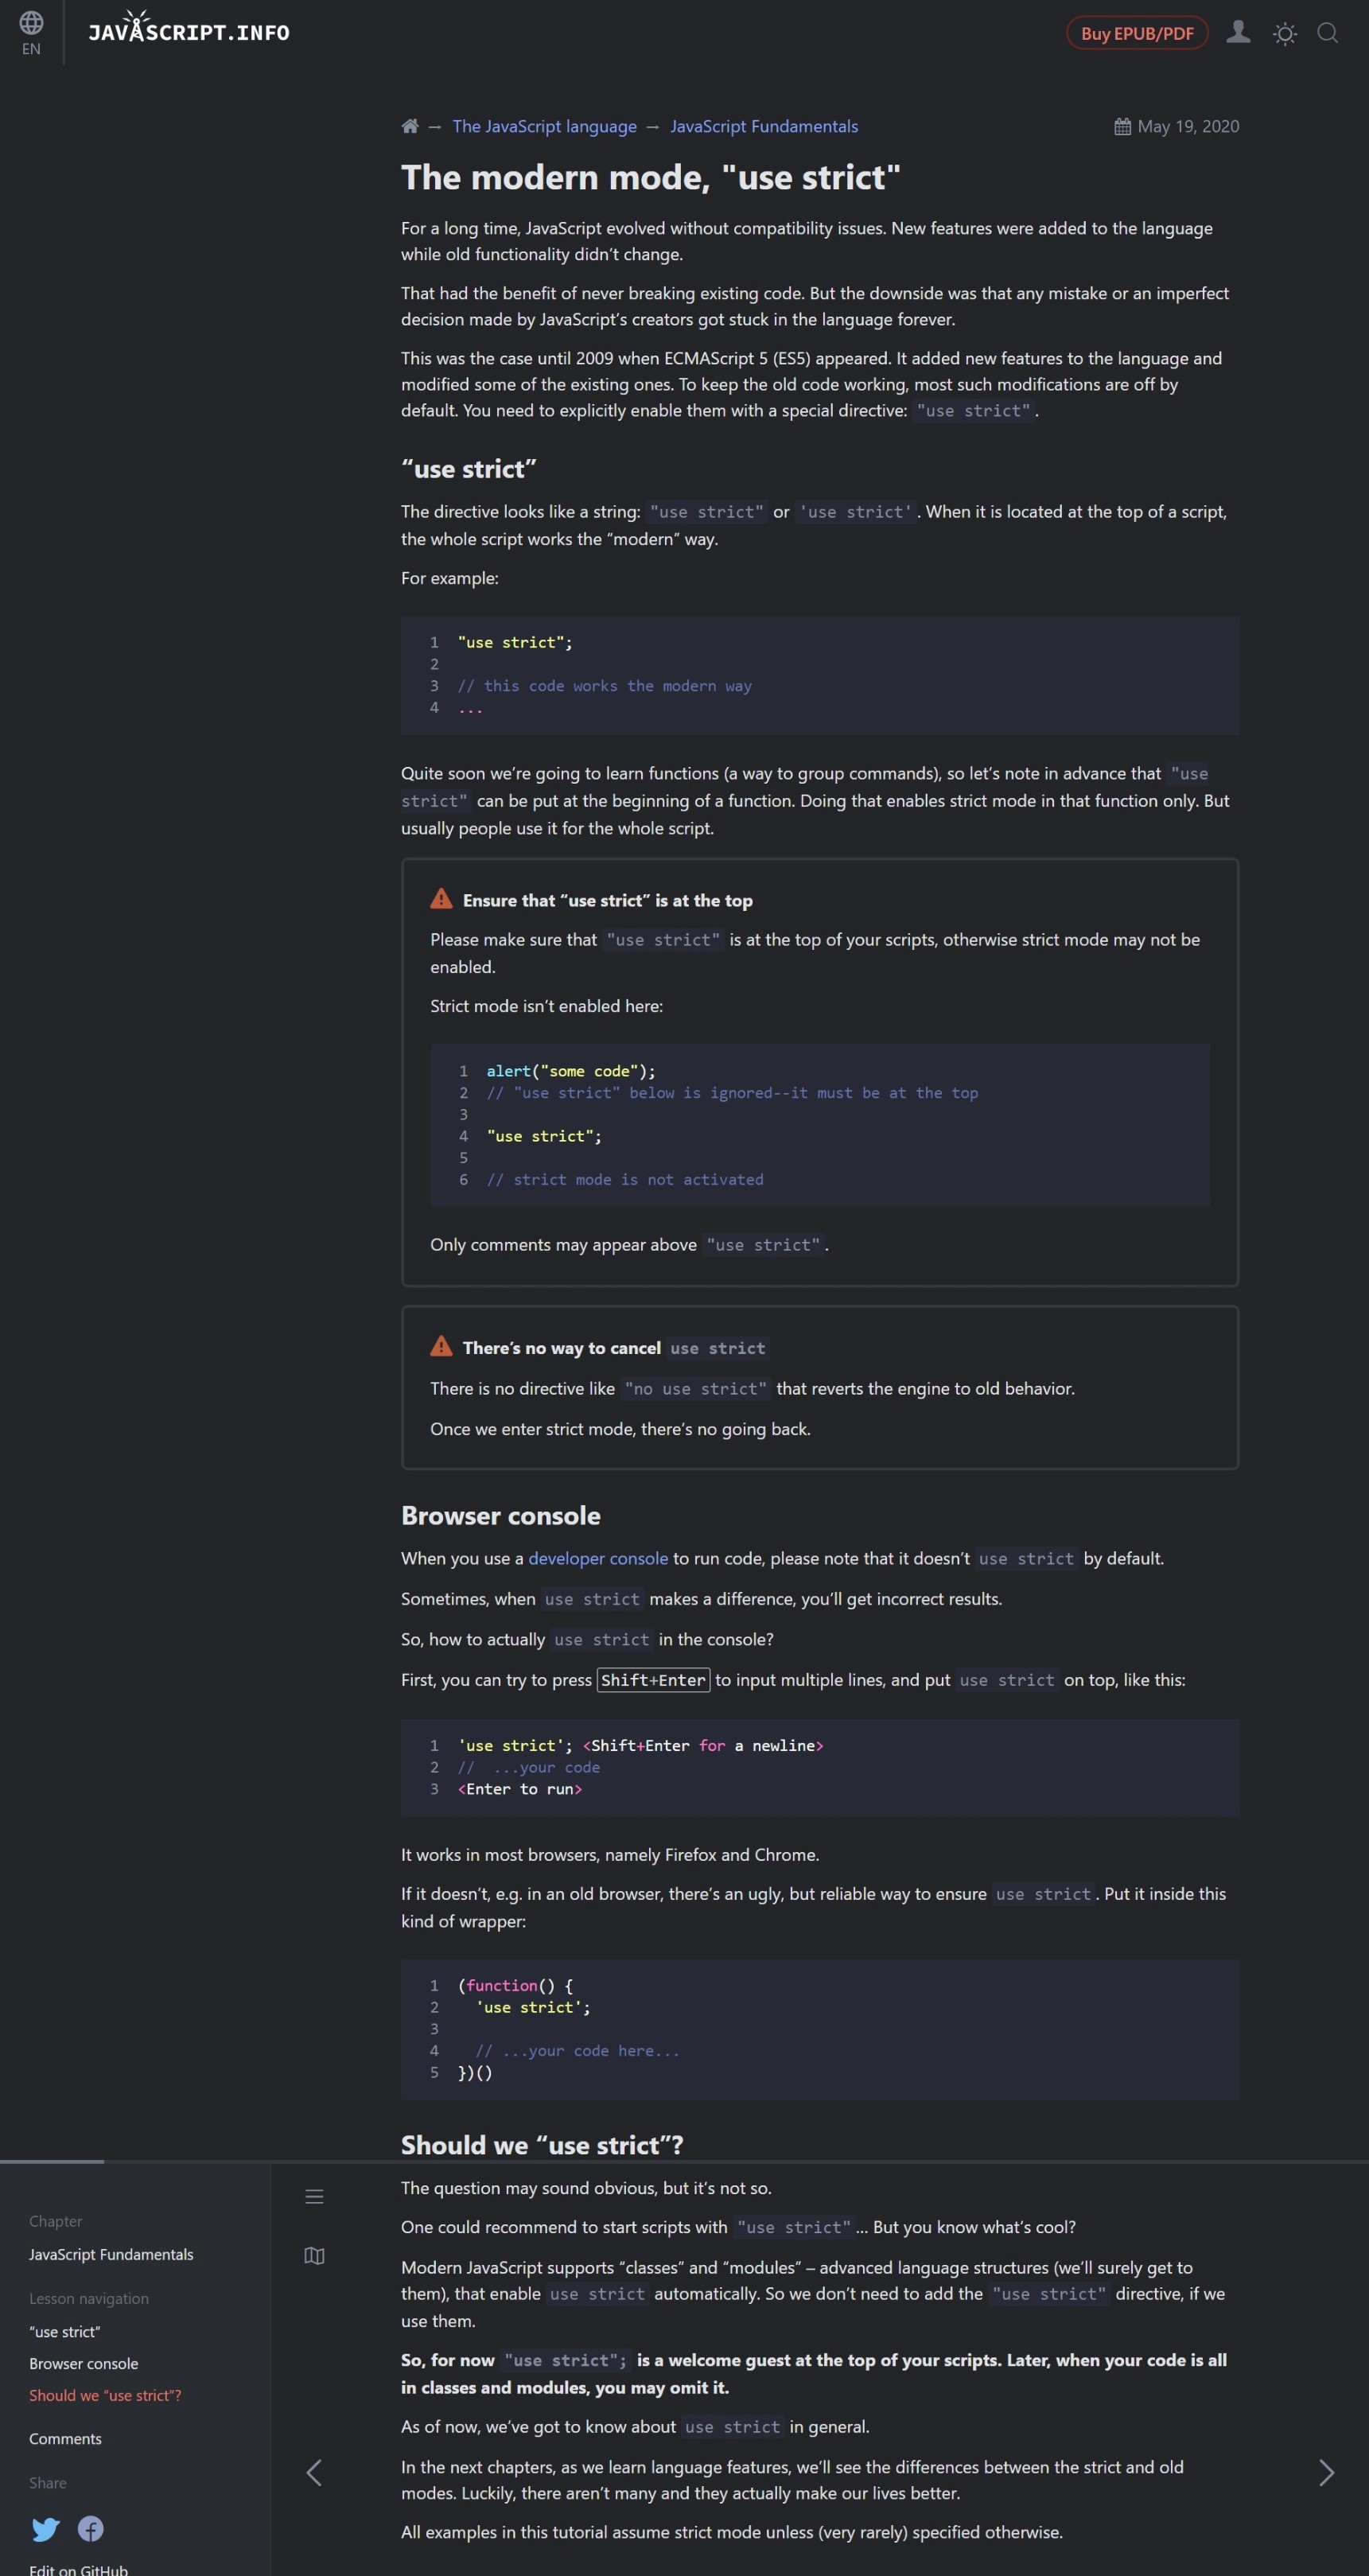 EN
JAVASCRIPT.INFO
Buy EPUB/PDF
→ The JavaScript language → JavaScript Fundamentals
May 19, 2020
The modern mode, "use strict"
For a long time, JavaScript evolved without compatibility issues. New features were added to the language
while old functionality didn’t change.
That had the benefit of never breaking existing code. But the downside was that any mistake or an imperfect
decision made by JavaScript’s creators got stuck in the language forever.
This was the case until 2009 when ECMAScript 5 (ES5) appeared. It added new features to the language and
modified some of the existing ones. To keep the old code working, most such modifications are off by
default. You need to explicitly enable them with a special directive: "use strict".
“use strict”
The directive looks like a string: "use strict" or 'use strict'. When it is located at the top of a script,
the whole script works the “modern” way.
For example:
1 "use strict";
2
3 // this code works the modern way
4 ...
Quite soon we’re going to learn functions (a way to group commands), so let’s note in advance that "use
strict" can be put at the beginning of a function. Doing that enables strict mode in that function only. But
usually people use it for the whole script.
Ensure that “use strict” is at the top
Please make sure that "use strict" is at the top of your scripts, otherwise strict mode may not be
enabled.
Strict mode isn’t enabled here:
1 alert("some code");
2 // "use strict" below is ignored--it must be at the top
3
4 "use strict";
5
6 // strict mode is not activated
Only comments may appear above "use strict".
There’s no way to cancel use strict
There is no directive like "no use strict" that reverts the engine to old behavior.
Once we enter strict mode, there’s no going back.
Browser console
When you use a developer console to run code, please note that it doesn’t use strict by default.
Sometimes, when use strict makes a difference, you’ll get incorrect results.
So, how to actually use strict in the console?
First, you can try to press Shift+Enter to input multiple lines, and put use strict on top, like this:
1 'use strict'; <Shift+Enter for a newline>
2 //  ...your code
3 <Enter to run>
It works in most browsers, namely Firefox and Chrome.
If it doesn’t, e.g. in an old browser, there’s an ugly, but reliable way to ensure use strict. Put it inside this
kind of wrapper:
1 (function() {
2   'use strict';
3
4   // ...your code here...
5 })()
Should we “use strict”?
The question may sound obvious, but it’s not so.
One could recommend to start scripts with "use strict"… But you know what’s cool?
Modern JavaScript supports “classes” and “modules” – advanced language structures (we’ll surely get to
them), that enable use strict automatically. So we don’t need to add the "use strict" directive, if we
use them.
So, for now "use strict"; is a welcome guest at the top of your scripts. Later, when your code is all
in classes and modules, you may omit it.
As of now, we’ve got to know about use strict in general.
In the next chapters, as we learn language features, we’ll see the differences between the strict and old
modes. Luckily, there aren’t many and they actually make our lives better.
All examples in this tutorial assume strict mode unless (very rarely) specified otherwise.
Chapter
JavaScript Fundamentals
Lesson navigation
“use strict”
Browser console
Should we “use strict”?
Comments
Share
Edit on GitHub